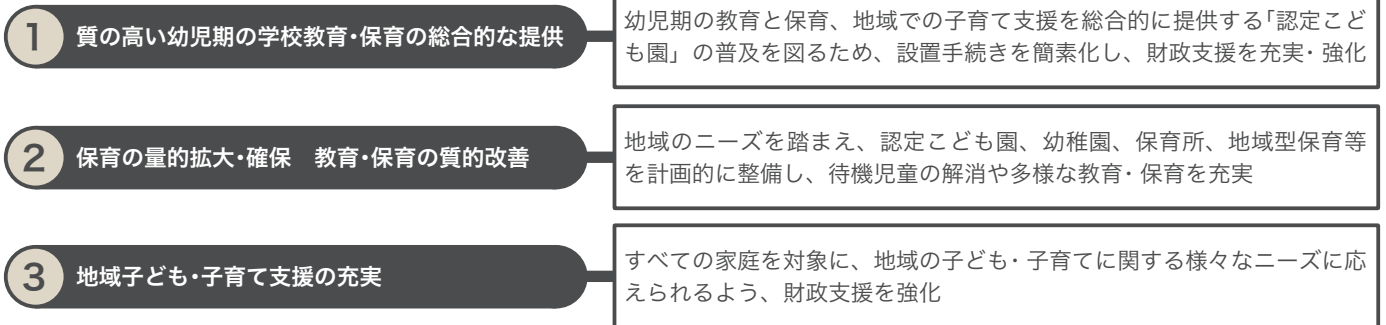 1 質の高い幼児期の学校教育・保育の総合的な提供
幼児期の教育と保育、地域での子育て支援を総合的に提供する「認定こど
も園」の普及を図るため、設置手続きを簡素化し、財政支援を充実・強化
2 保育の量的拡大・確保　教育・保育の質的改善
地域のニーズを踏まえ、認定こども園、幼稚園、保育所、地域型保育等
を計画的に整備し、待機児童の解消や多様な教育・保育を充実
3 地域子ども・子育て支援の充実
すべての家庭を対象に、地域の子ども・子育てに関する様々なニーズに応
えられるよう、財政支援を強化